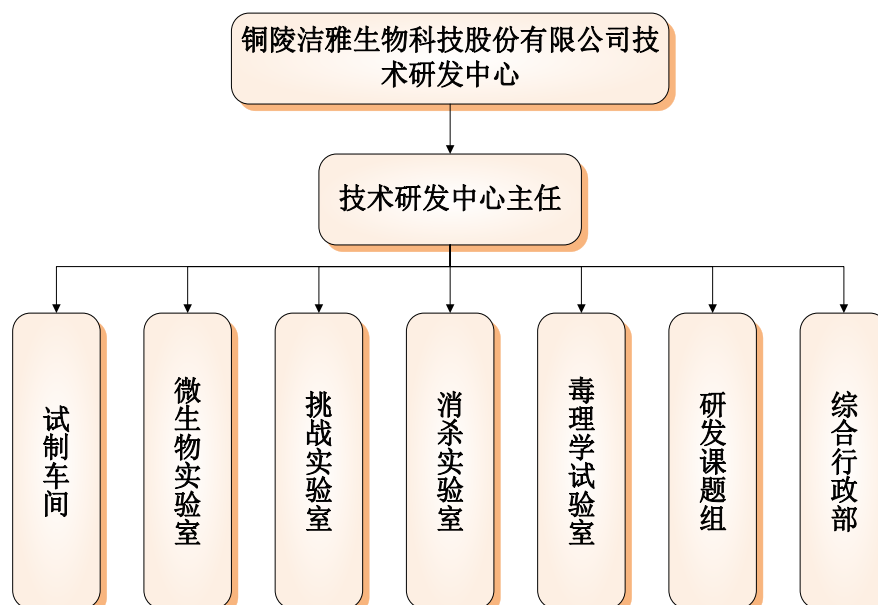 铜陵洁雅生物科技股份有限公司技
术研发中心
技术研发中心主任
试制车间
微生物实验室
挑战实验室
消杀实验室
毒理学试验室
研发课题组
综合行政部